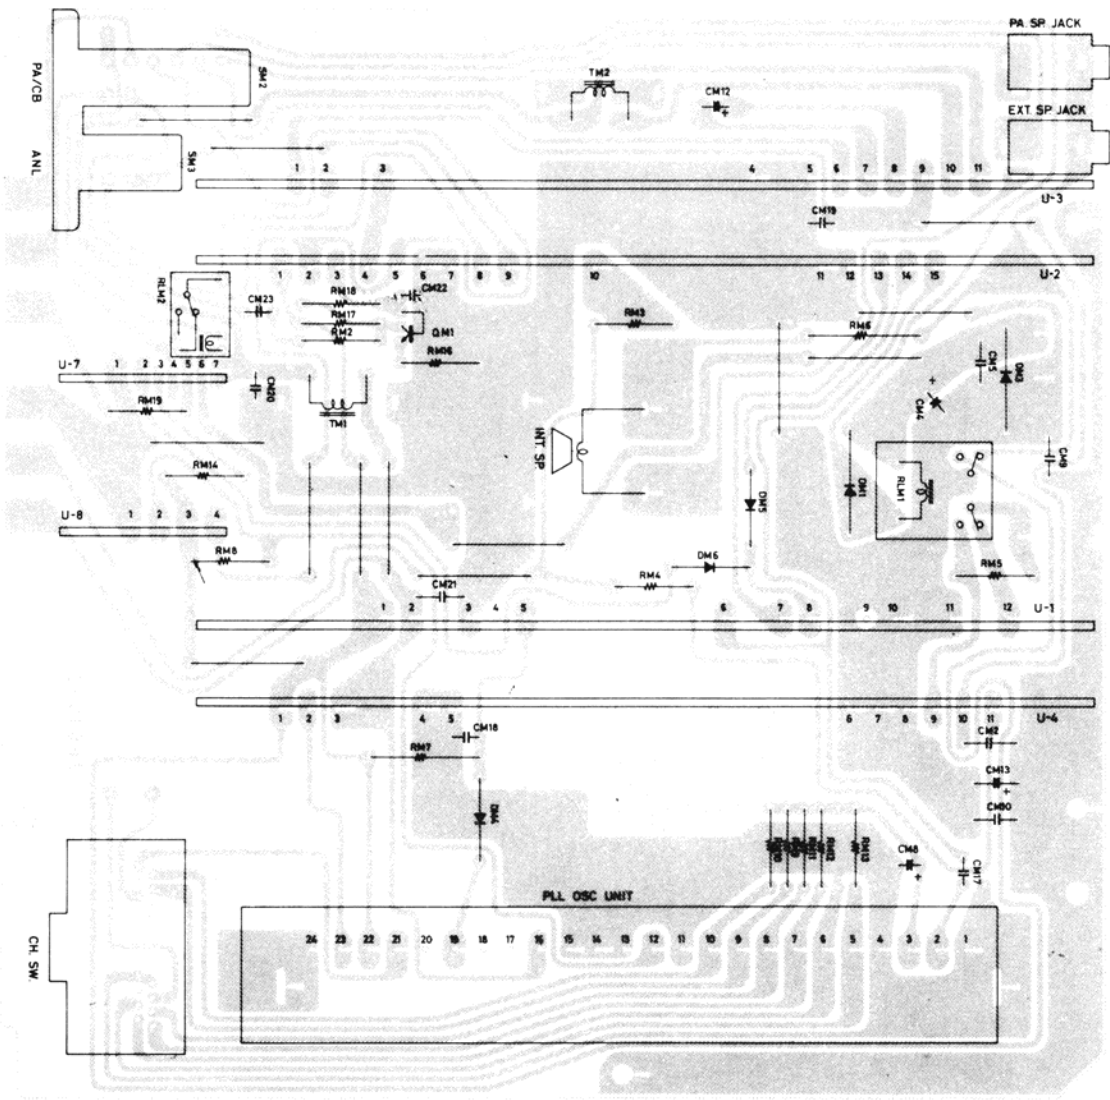 PA. SP. JACK
PA/CB
SM2
TM2
CM12
+
EXT. SP. JACK
ANL
SM3
1 2 3 4 5 6 7 8 9 10 11
U-3
CM19
U-2
1 2 3 4 5 6 7 8 9 10 11 12 13 14 15
RLM2
CM22
RM18
CM23
RM17
QM1
RM2
RM3
RM6
RM16
CM5
DM3
U-7
1 2 3 4 5 6 7
CM20
+
CM4
RM19
TM1
INT. SP.
CM9
RM14
RLM1
DM1
DM5
U-8
1 2 3 4
RM8
DM6
RM4
RM5
CM21
1 2 3 4 5 6 7 8 9 10 11 12
U-1
1 2 3 4 5 6 7 8 9 10 11
U-4
CM18
CM2
RM7
CM13
+
DM4
CM30
RM10
RM9
RM11
RM12
RM13
CM8
+
CM17
PLL OSC UNIT
24 23 22 21 20 19 18 17 16 15 14 13 12 11 10 9 8 7 6 5 4 3 2 1
CH. SW.